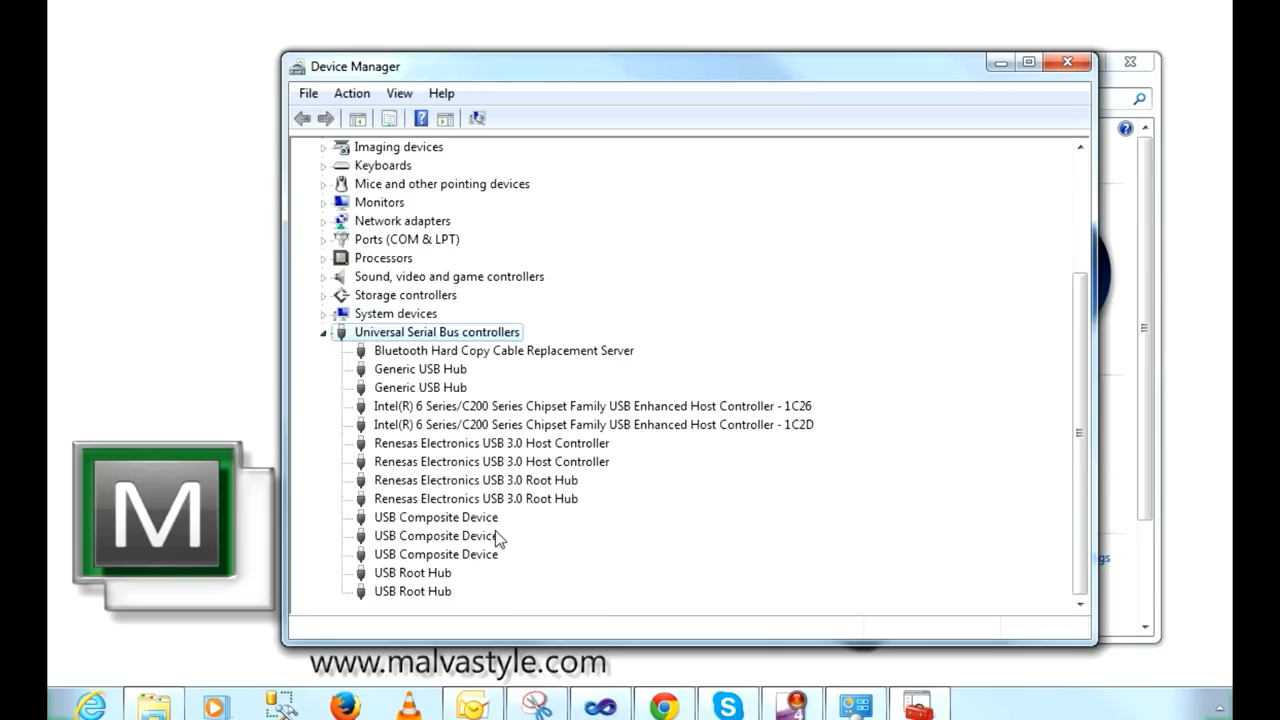 Device Manager
File Action View Help
Imaging devices
Keyboards
Mice and other pointing devices
Monitors
Network adapters
Ports (COM & LPT)
Processors
Sound, video and game controllers
Storage controllers
System devices
Universal Serial Bus controllers
Bluetooth Hard Copy Cable Replacement Server
Generic USB Hub
Generic USB Hub
Intel(R) 6 Series/C200 Series Chipset Family USB Enhanced Host Controller - 1C26
Intel(R) 6 Series/C200 Series Chipset Family USB Enhanced Host Controller - 1C2D
Renesas Electronics USB 3.0 Host Controller
Renesas Electronics USB 3.0 Host Controller
Renesas Electronics USB 3.0 Root Hub
Renesas Electronics USB 3.0 Root Hub
USB Composite Device
USB Composite Device
USB Composite Device
USB Root Hub
USB Root Hub
M
www.malvastyle.com